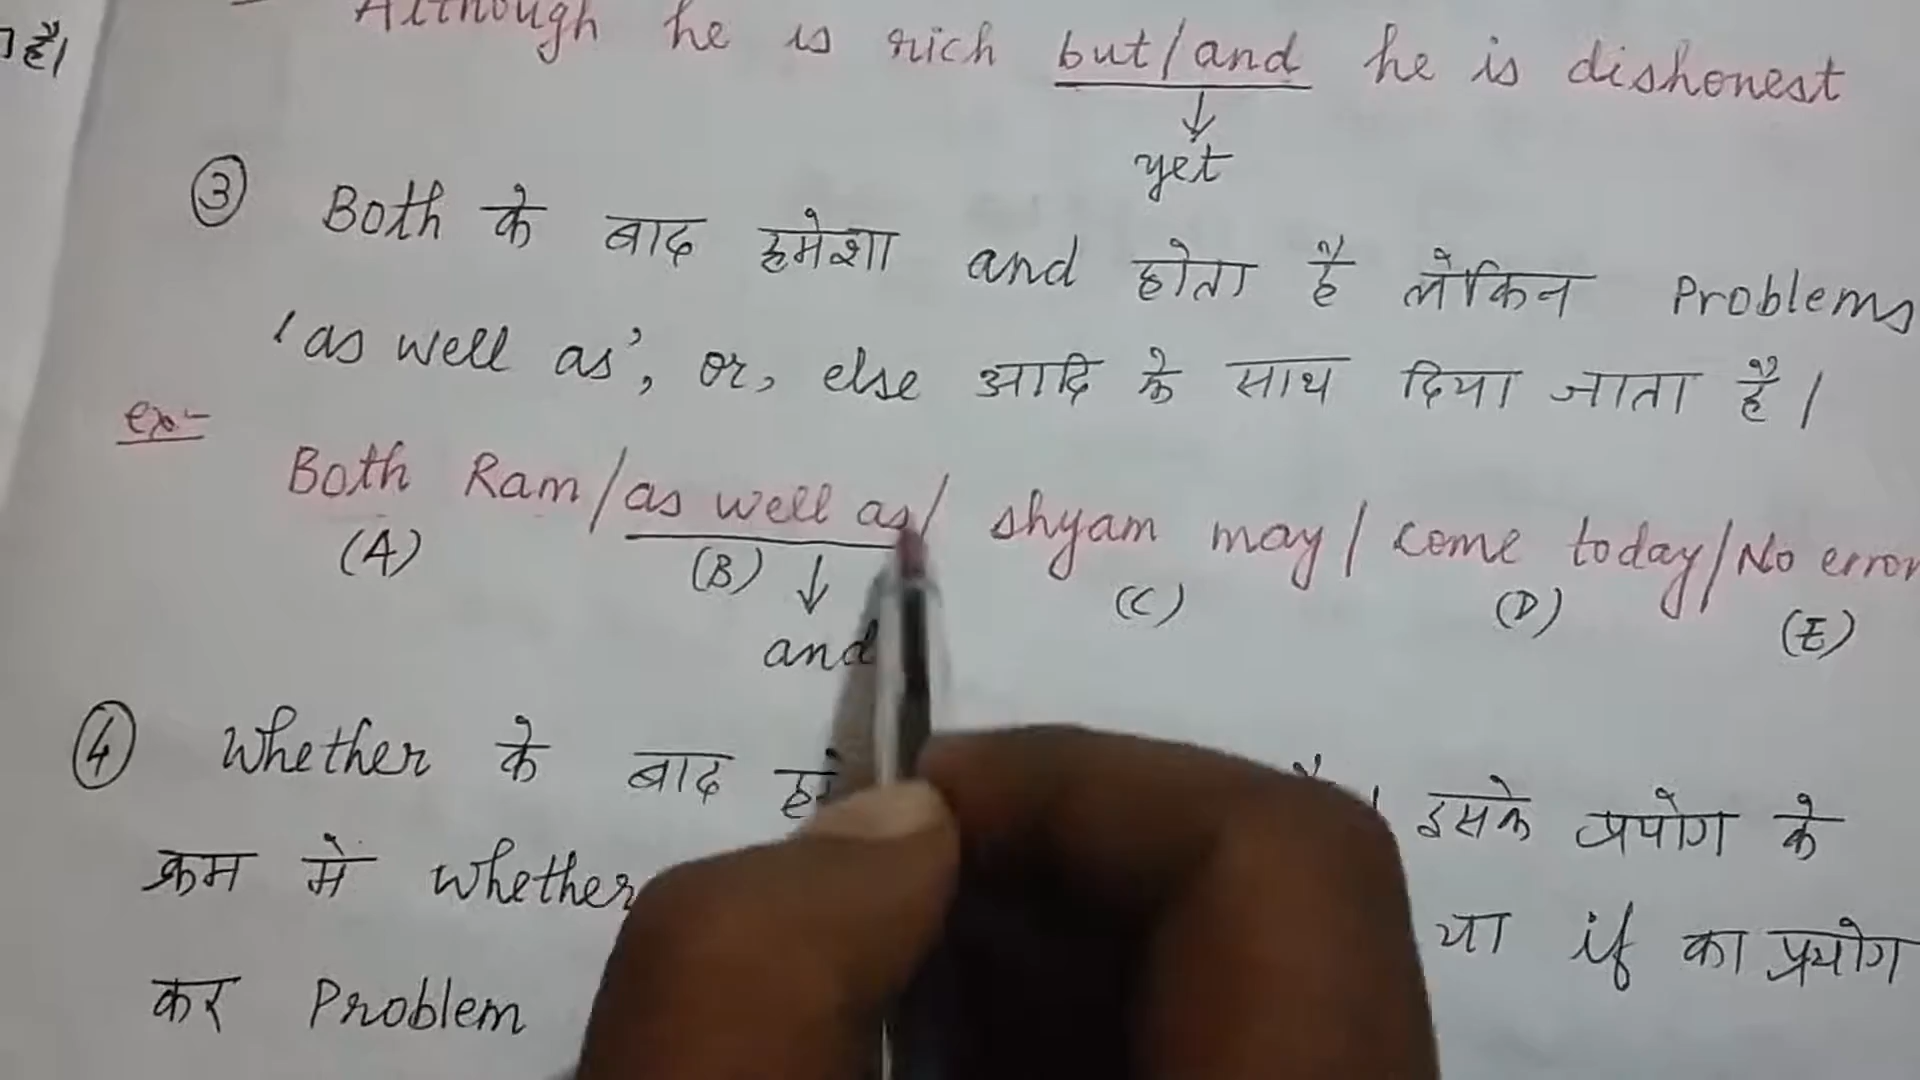 है।
Although he is rich but/and he is dishonest
↓
yet
③ Both के बाद हमेशा and होता है लेकिन Problems
'as well as', or, else आदि के साथ दिया जाता है।
ex:-
Both Ram/as well as/ shyam may/ come today/No error
(A) (B) ↓ (C) (D) (E)
and
④ Whether के बाद इसके प्रयोग के
क्रम मे whether या if का प्रयोग
कर Problem